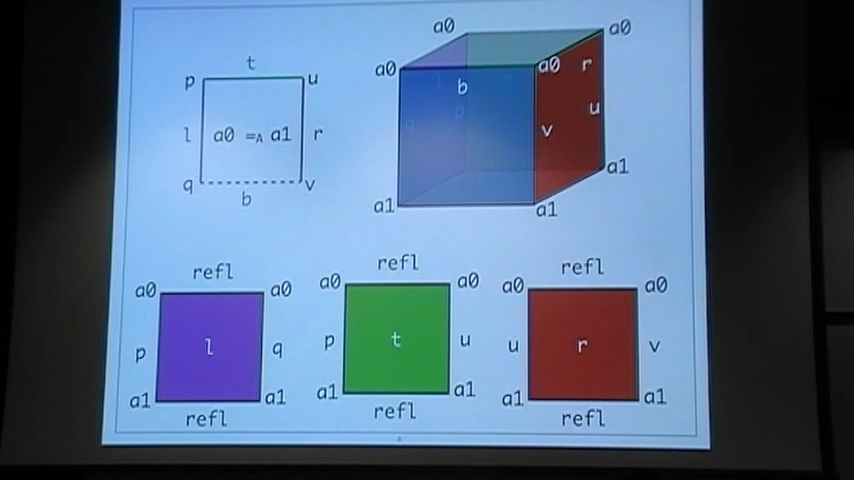 t
p u
l a0 =A a1 r
q v
b
a0 a0
a0 b a0 r
q p v u
a1 a1 a1
refl
a0 a0
p l q
a1 a1
refl
refl
a0 a0
p t u
a1 a1
refl
refl
a0 a0
u r v
a1 a1
refl